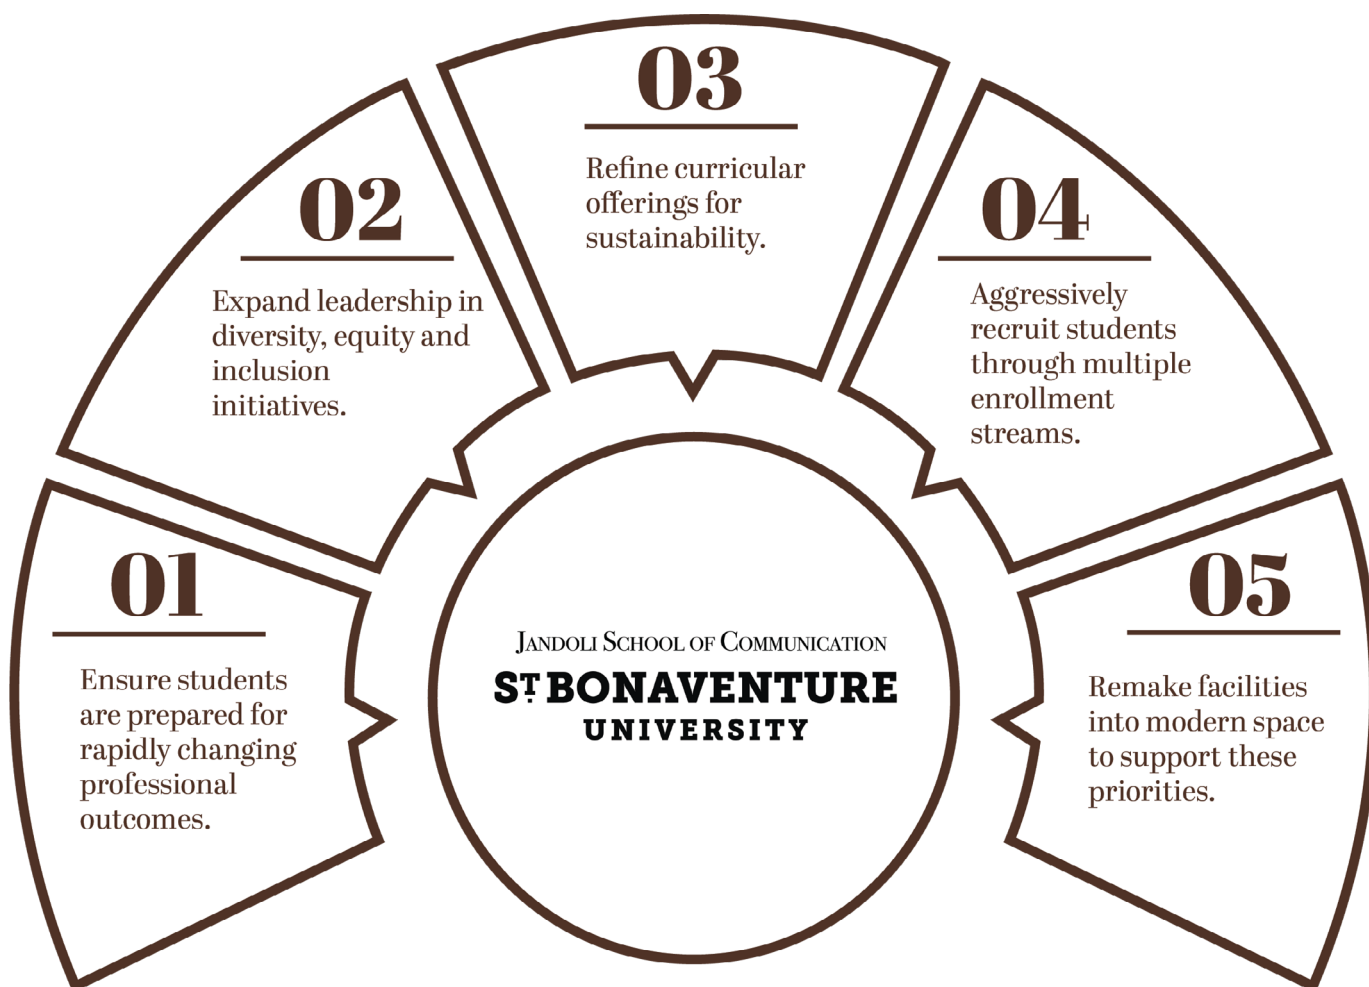 01
Ensure students
are prepared for
rapidly changing
professional
outcomes.
02
Expand leadership in
diversity, equity and
inclusion
initiatives.
03
Refine curricular
offerings for
sustainability.
04
Aggressively
recruit students
through multiple
enrollment
streams.
05
Remake facilities
into modern space
to support these
priorities.
JANDOLI SCHOOL OF COMMUNICATION
ST. BONAVENTURE
UNIVERSITY